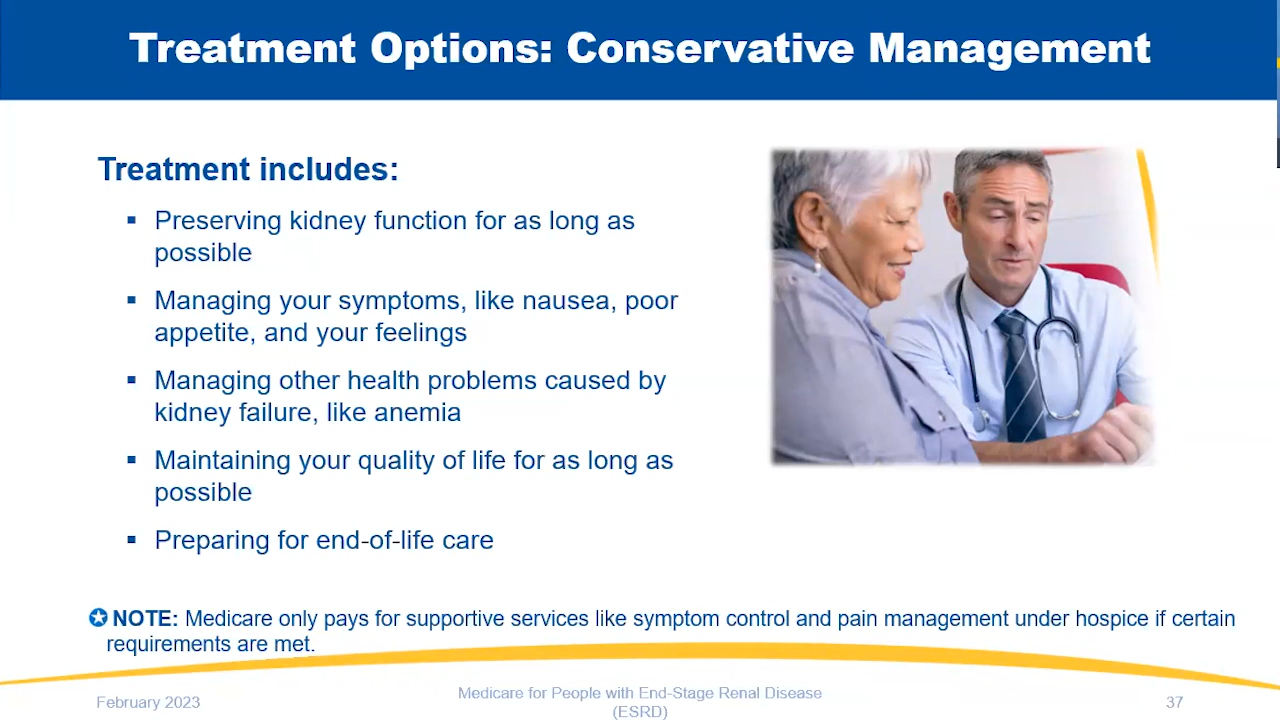 Treatment Options: Conservative Management
Treatment includes:
▪ Preserving kidney function for as long as
possible
▪ Managing your symptoms, like nausea, poor
appetite, and your feelings
▪ Managing other health problems caused by
kidney failure, like anemia
▪ Maintaining your quality of life for as long as
possible
▪ Preparing for end-of-life care
✪ NOTE: Medicare only pays for supportive services like symptom control and pain management under hospice if certain
requirements are met.
February 2023
Medicare for People with End-Stage Renal Disease
(ESRD)
37